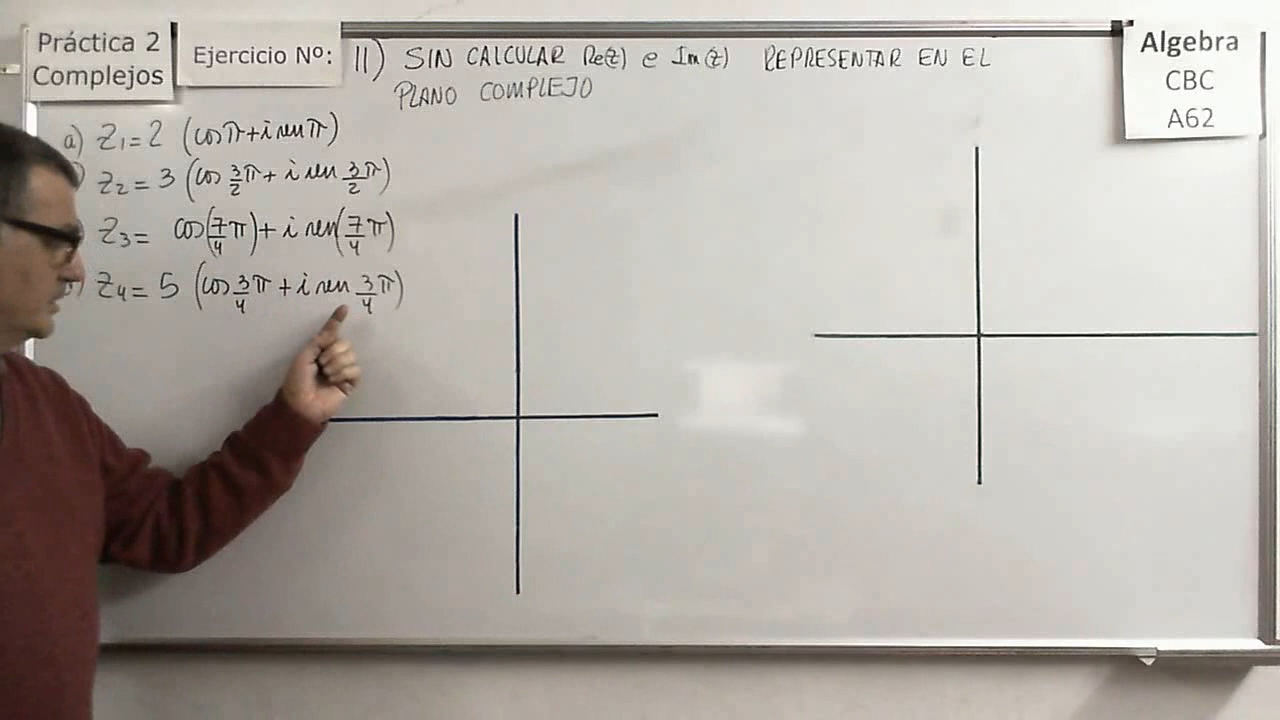 Práctica 2
Complejos
Ejercicio Nº: 11) SIN CALCULAR Re(z) e Im(z) REPRESENTAR EN EL
PLANO COMPLEJO
Algebra
CBC
A62
a) Z₁ = 2 (cos π + i sen π)
) Z₂ = 3 (cos 3/2 π + i sen 3/2 π)
) Z₃ = cos(7/4 π) + i sen(7/4 π)
) Z₄ = 5 (cos 3/4 π + i sen 3/4 π)